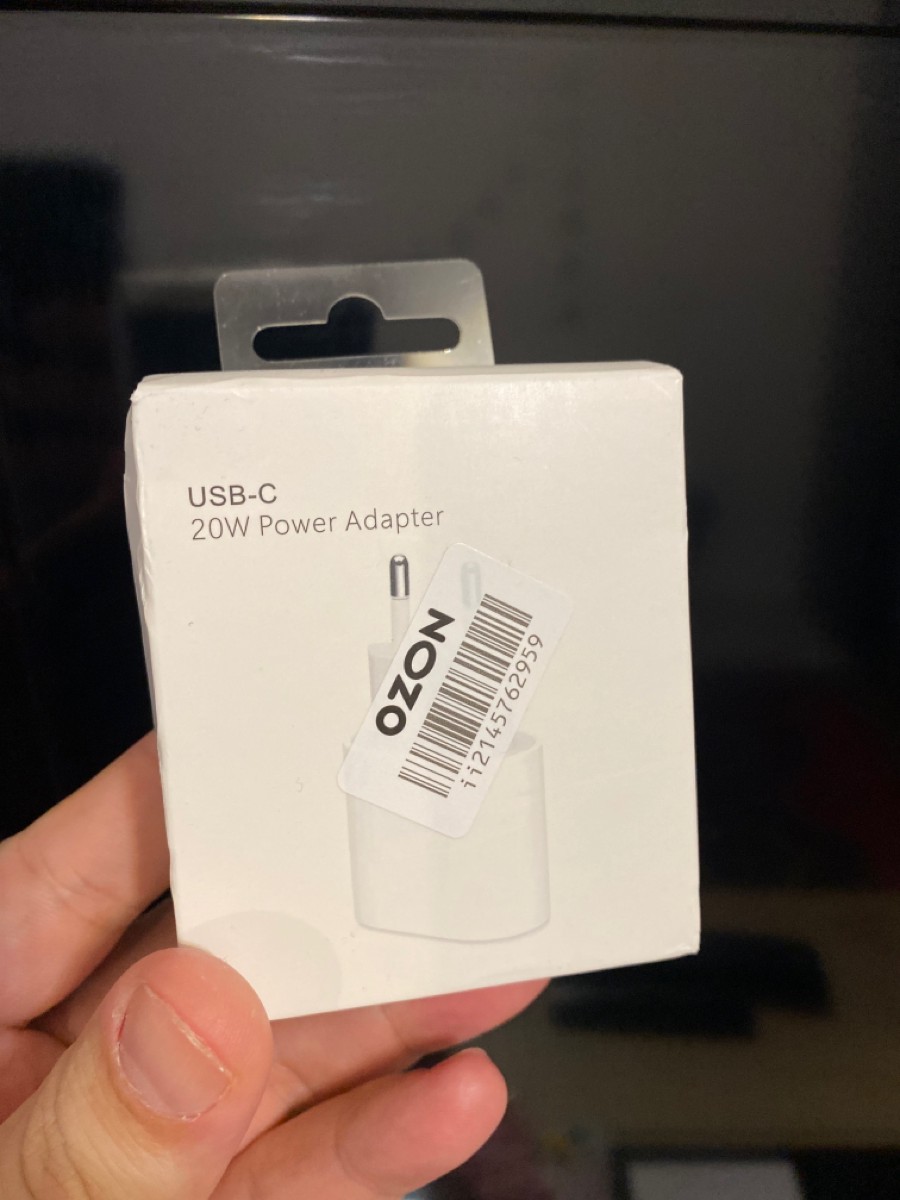 USB-C
20W Power Adapter
OZON
ii2145762959